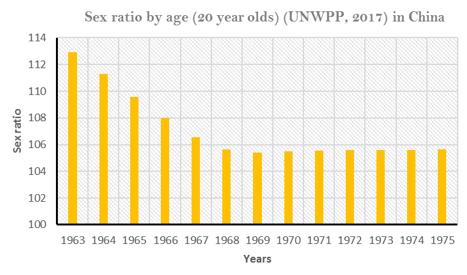 Sex ratio by age (20 year olds) (UNWPP, 2017) in China
114
112
110
108
106
104
102
100
Sex ratio
1963 1964 1965 1966 1967 1968 1969 1970 1971 1972 1973 1974 1975
Years